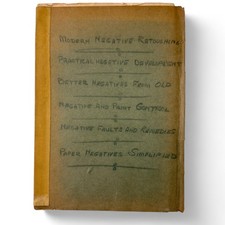 MODERN NEGATIVE RETOUCHING
PRACTICAL NEGATIVE DEVELOPMENT
BETTER NEGATIVES FROM OLD
NEGATIVE AND PRINT CONTROL
NEGATIVE FAULTS AND REMEDIES
PAPER NEGATIVES SIMPLIFIED